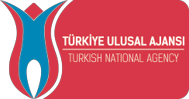 TÜRKİYE ULUSAL AJANSI
TURKISH NATIONAL AGENCY